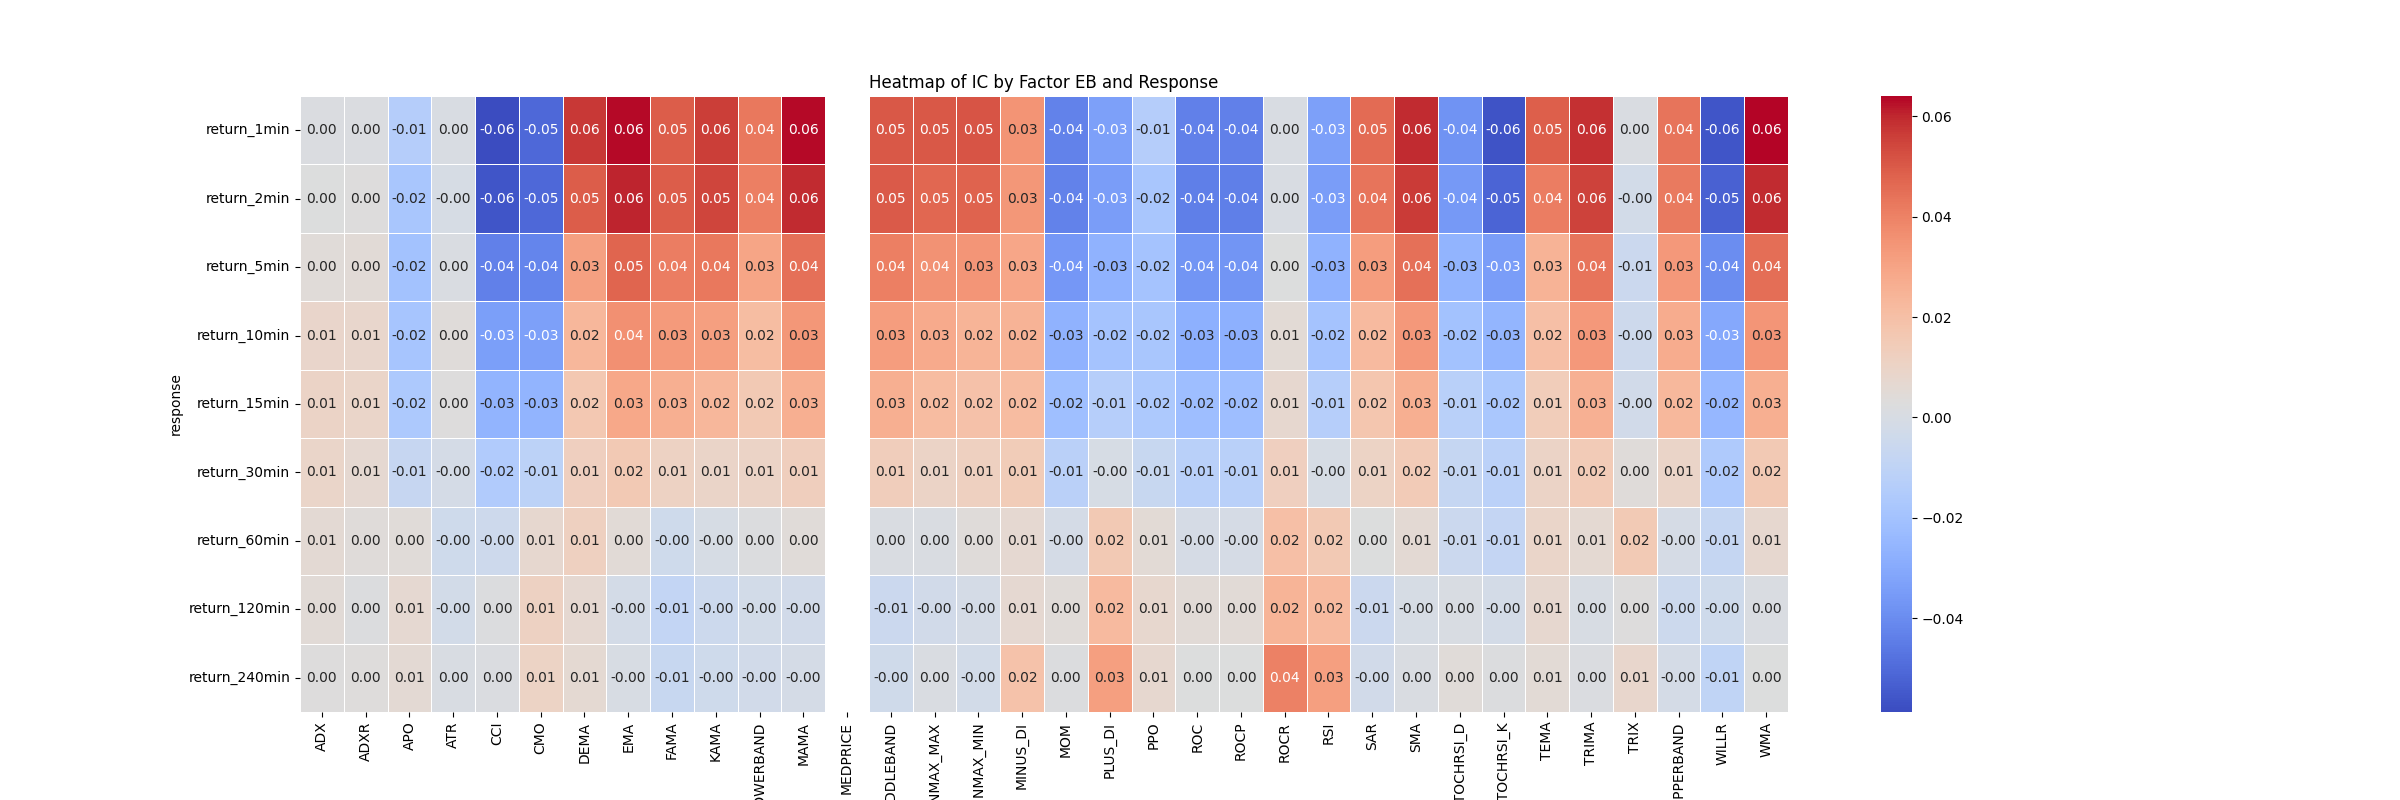 Heatmap of IC by Factor EB and Response
response
return_1min 0.00 0.00 -0.01 0.00 -0.06 -0.05 0.06 0.06 0.05 0.06 0.04 0.06 0.05 0.05 0.05 0.03 -0.04 -0.03 -0.01 -0.04 -0.04 0.00 -0.03 0.05 0.06 -0.04 -0.06 0.05 0.06 0.00 0.04 -0.06 0.06
return_2min 0.00 0.00 -0.02 -0.00 -0.06 -0.05 0.05 0.06 0.05 0.05 0.04 0.06 0.05 0.05 0.05 0.03 -0.04 -0.03 -0.02 -0.04 -0.04 0.00 -0.03 0.04 0.06 -0.04 -0.05 0.04 0.06 -0.00 0.04 -0.05 0.06
return_5min 0.00 0.00 -0.02 0.00 -0.04 -0.04 0.03 0.05 0.04 0.04 0.03 0.04 0.04 0.04 0.03 0.03 -0.04 -0.03 -0.02 -0.04 -0.04 0.00 -0.03 0.03 0.04 -0.03 -0.03 0.03 0.04 -0.01 0.03 -0.04 0.04
return_10min 0.01 0.01 -0.02 0.00 -0.03 -0.03 0.02 0.04 0.03 0.03 0.02 0.03 0.03 0.03 0.02 0.02 -0.03 -0.02 -0.02 -0.03 -0.03 0.01 -0.02 0.02 0.03 -0.02 -0.03 0.02 0.03 -0.00 0.03 -0.03 0.03
return_15min 0.01 0.01 -0.02 0.00 -0.03 -0.03 0.02 0.03 0.03 0.02 0.02 0.03 0.03 0.02 0.02 0.02 -0.02 -0.01 -0.02 -0.02 -0.02 0.01 -0.01 0.02 0.03 -0.01 -0.02 0.01 0.03 -0.00 0.02 -0.02 0.03
return_30min 0.01 0.01 -0.01 -0.00 -0.02 -0.01 0.01 0.02 0.01 0.01 0.01 0.01 0.01 0.01 0.01 0.01 -0.01 -0.00 -0.01 -0.01 -0.01 0.01 -0.00 0.01 0.02 -0.01 -0.01 0.01 0.02 0.00 0.01 -0.02 0.02
return_60min 0.01 0.00 0.00 -0.00 -0.00 0.01 0.01 0.00 -0.00 -0.00 0.00 0.00 0.00 0.00 0.00 0.01 -0.00 0.02 0.01 -0.00 -0.00 0.02 0.02 0.00 0.01 -0.01 -0.01 0.01 0.01 0.02 -0.00 -0.01 0.01
return_120min 0.00 0.00 0.01 -0.00 0.00 0.01 0.01 -0.00 -0.01 -0.00 -0.00 -0.00 -0.01 -0.00 -0.00 0.01 0.00 0.02 0.01 0.00 0.00 0.02 0.02 -0.01 -0.00 0.00 -0.00 0.01 0.00 0.00 -0.00 -0.00 0.00
return_240min 0.00 0.00 0.01 0.00 0.00 0.01 0.01 -0.00 -0.01 -0.00 -0.00 -0.00 -0.00 0.00 -0.00 0.02 0.00 0.03 0.01 0.00 0.00 0.04 0.03 -0.00 0.00 0.00 0.00 0.01 0.00 0.01 -0.00 -0.01 0.00
ADX
ADXR
APO
ATR
CCI
CMO
DEMA
EMA
FAMA
KAMA
OWERBAND
MAMA
MEDPRICE
DDLEBAND
NMAX_MAX
NMAX_MIN
MINUS_DI
MOM
PLUS_DI
PPO
ROC
ROCP
ROCR
RSI
SAR
SMA
TOCHRSI_D
TOCHRSI_K
TEMA
TRIMA
TRIX
PPERBAND
WILLR
WMA
0.06
0.04
0.02
0.00
−0.02
−0.04